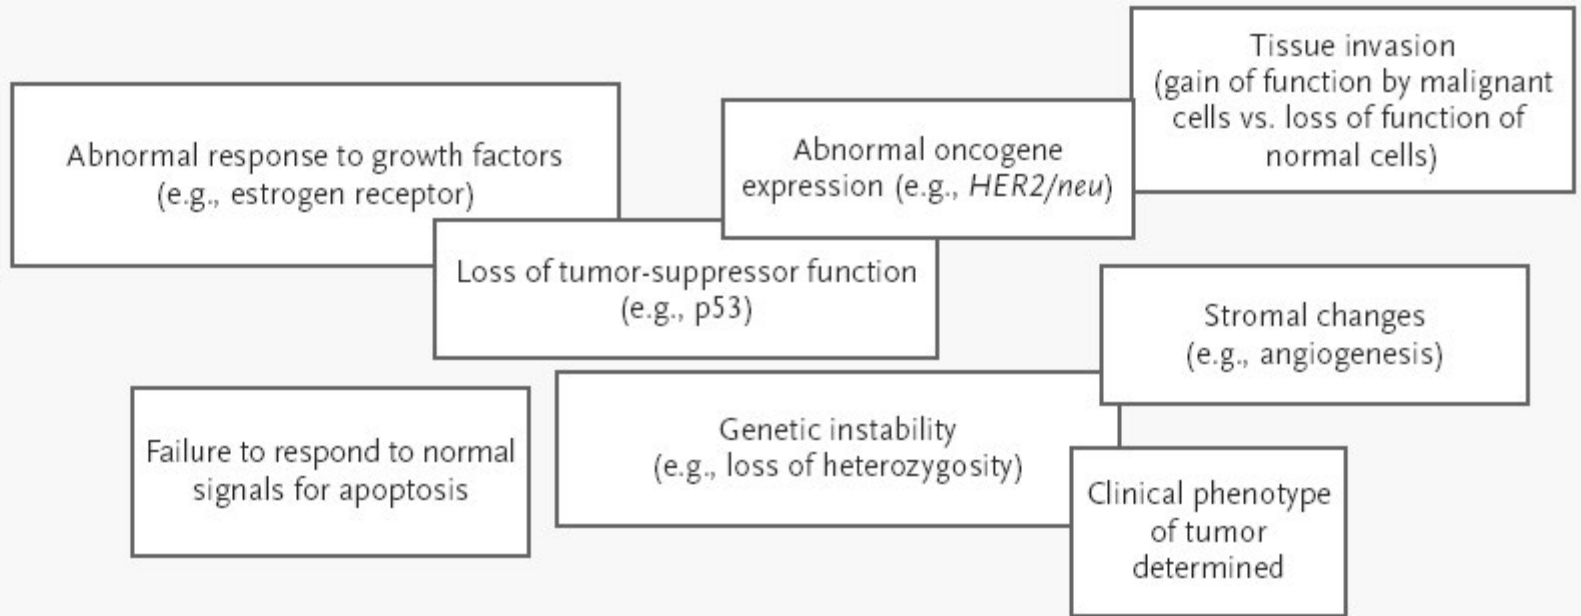 Tissue invasion
(gain of function by malignant
cells vs. loss of function of
normal cells)
Abnormal response to growth factors
(e.g., estrogen receptor)
Abnormal oncogene
expression (e.g., HER2/neu)
Loss of tumor-suppressor function
(e.g., p53)
Stromal changes
(e.g., angiogenesis)
Failure to respond to normal
signals for apoptosis
Genetic instability
(e.g., loss of heterozygosity)
Clinical phenotype
of tumor
determined